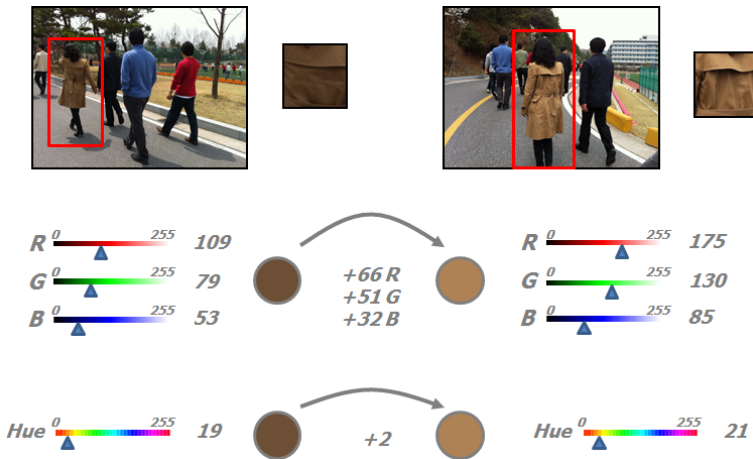 R 0 255 109
G 0 255 79
B 0 255 53
+66 R
+51 G
+32 B
R 0 255 175
G 0 255 130
B 0 255 85
Hue 0 255 19
+2
Hue 0 255 21